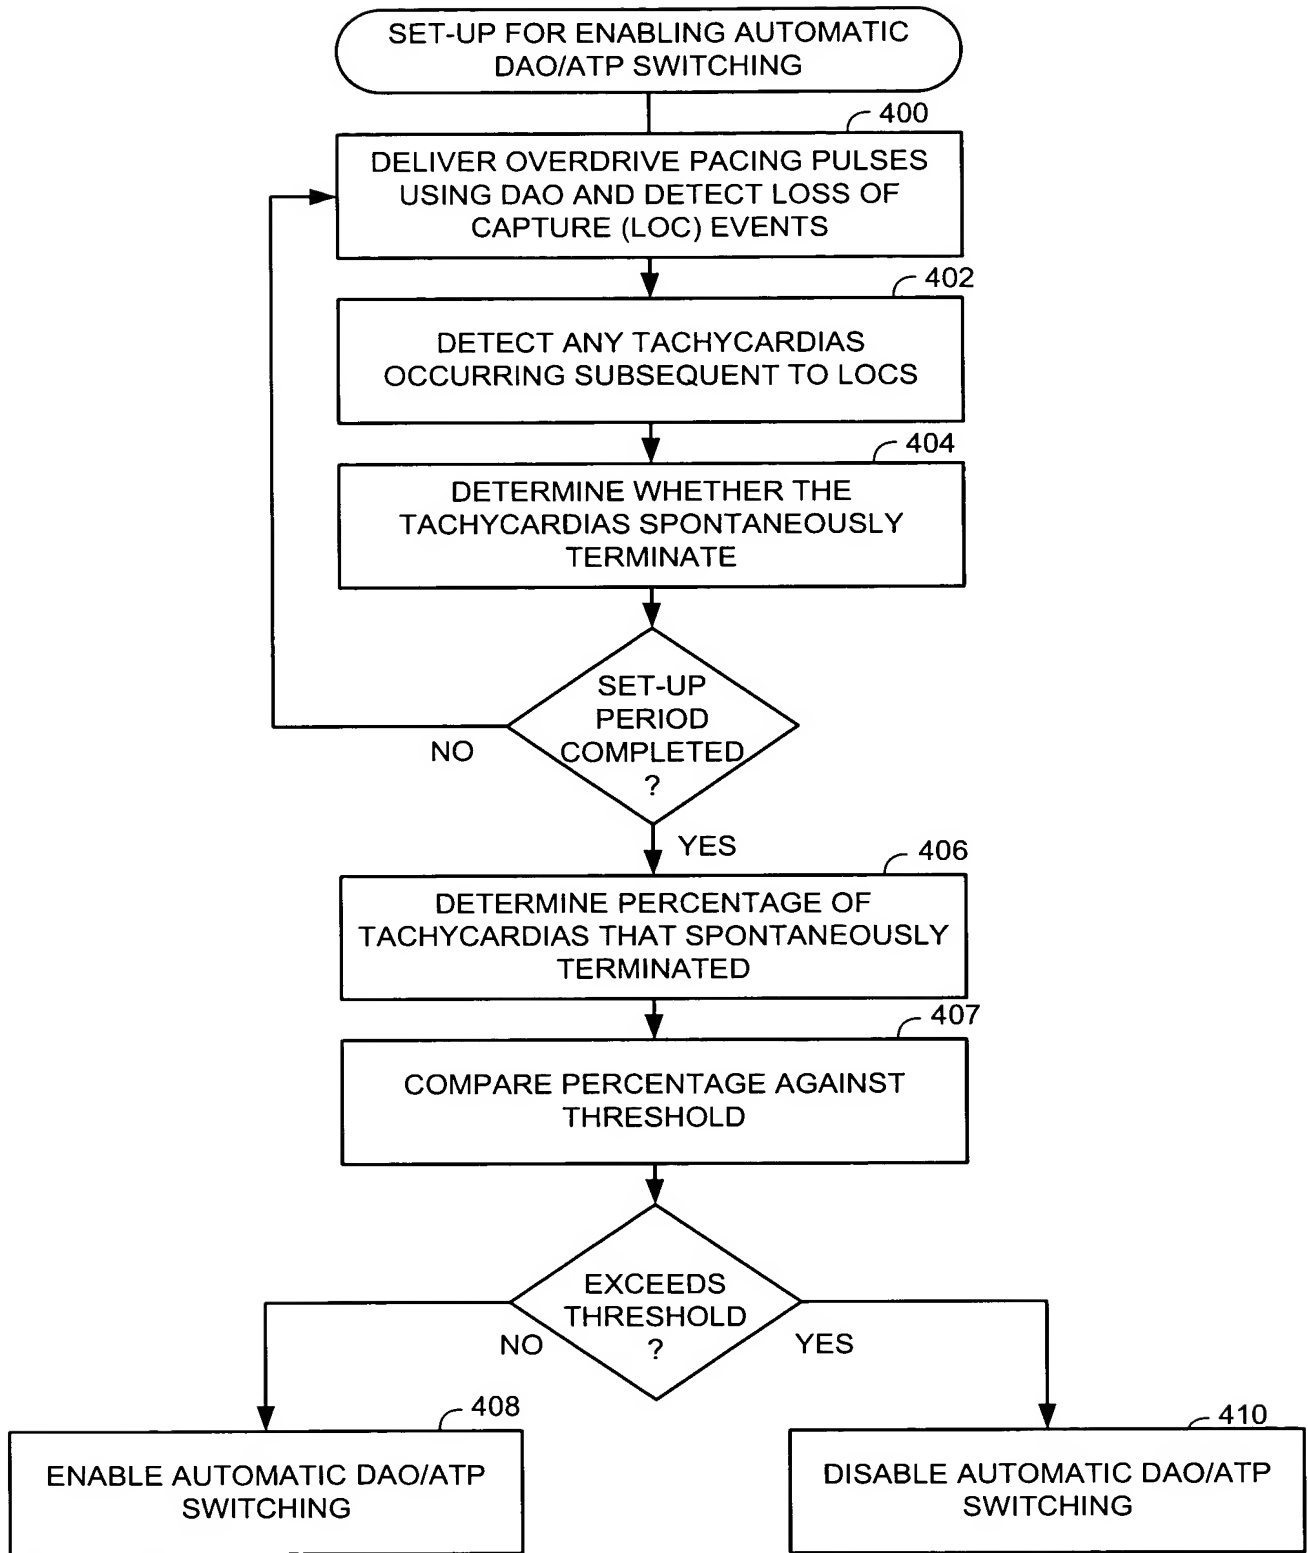 SET-UP FOR ENABLING AUTOMATIC
DAO/ATP SWITCHING
400
DELIVER OVERDRIVE PACING PULSES
USING DAO AND DETECT LOSS OF
CAPTURE (LOC) EVENTS
402
DETECT ANY TACHYCARDIAS
OCCURRING SUBSEQUENT TO LOCS
404
DETERMINE WHETHER THE
TACHYCARDIAS SPONTANEOUSLY
TERMINATE
SET-UP
PERIOD
COMPLETED
?
NO
YES
406
DETERMINE PERCENTAGE OF
TACHYCARDIAS THAT SPONTANEOUSLY
TERMINATED
407
COMPARE PERCENTAGE AGAINST
THRESHOLD
EXCEEDS
THRESHOLD
?
NO
YES
408
ENABLE AUTOMATIC DAO/ATP
SWITCHING
410
DISABLE AUTOMATIC DAO/ATP
SWITCHING